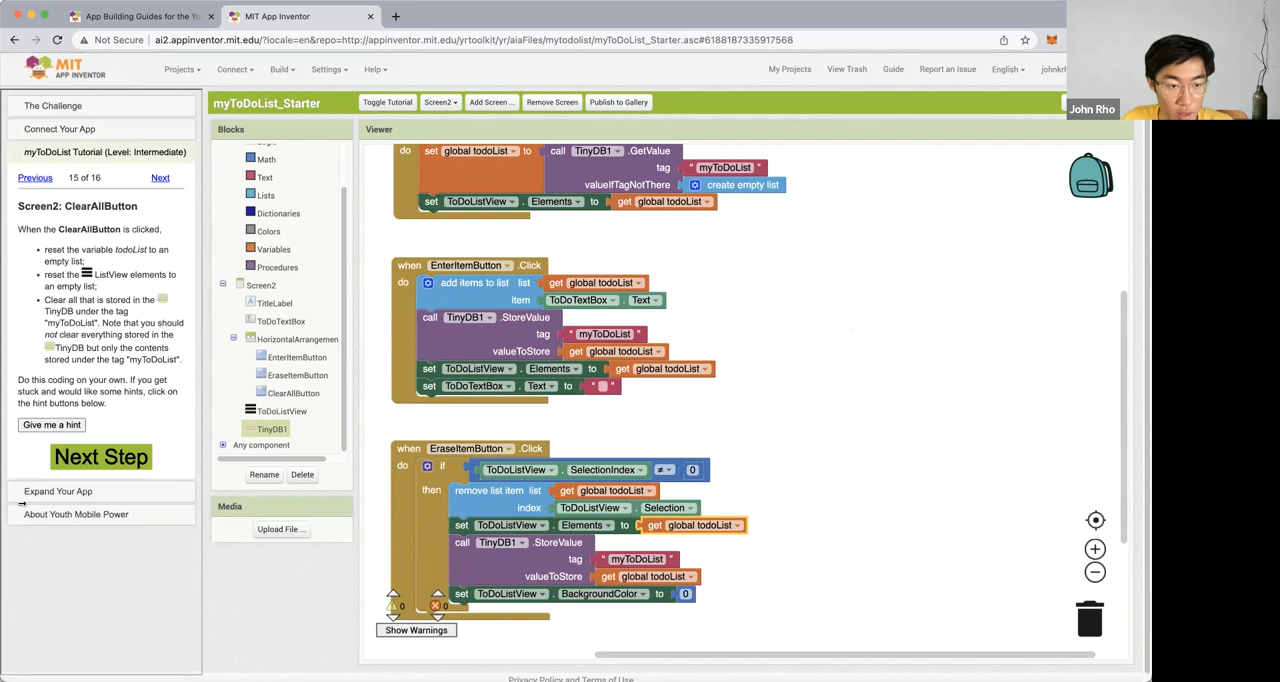 App Building Guides for the Yo
MIT App Inventor
Not Secure
ai2.appinventor.mit.edu/?locale=en&repo=http://appinventor.mit.edu/yrtoolkit/yr/aiaFiles/mytodolist/myToDoList_Starter.asc#6188187335917568
MIT
APP INVENTOR
Projects
Connect
Build
Settings
Help
My Projects
View Trash
Guide
Report an Issue
English
johnkrh
John Rho
The Challenge
Connect Your App
myToDoList Tutorial (Level: Intermediate)
Previous
15 of 16
Next
Screen2: ClearAllButton
When the ClearAllButton is clicked,
• reset the variable todoList to an
empty list;
• reset the ListView elements to
an empty list;
• Clear all that is stored in the
TinyDB under the tag
"myToDoList". Note that you should
not clear everything stored in the
TinyDB but only the contents
stored under the tag "myToDoList".
Do this coding on your own. If you get
stuck and would like some hints, click on
the hint buttons below.
Give me a hint
Next Step
Expand Your App
About Youth Mobile Power
myToDoList_Starter
Toggle Tutorial
Screen2
Add Screen ...
Remove Screen
Publish to Gallery
Blocks
Math
Text
Lists
Dictionaries
Colors
Variables
Procedures
Screen2
TitleLabel
ToDoTextBox
HorizontalArrangemen
EnterItemButton
EraseItemButton
ClearAllButton
ToDoListView
TinyDB1
Any component
Rename
Delete
Media
Upload File ...
Viewer
do set global todoList to call TinyDB1 .GetValue
tag " myToDoList "
valueIfTagNotThere create empty list
set ToDoListView . Elements to get global todoList
when EnterItemButton .Click
do add items to list list get global todoList
item ToDoTextBox . Text
call TinyDB1 .StoreValue
tag " myToDoList "
valueToStore get global todoList
set ToDoListView . Elements to get global todoList
set ToDoTextBox . Text to " "
when EraseItemButton .Click
do if ToDoListView . SelectionIndex ≠ 0
then remove list item list get global todoList
index ToDoListView . Selection
set ToDoListView . Elements to get global todoList
call TinyDB1 .StoreValue
tag " myToDoList "
valueToStore get global todoList
set ToDoListView . BackgroundColor to 0
0
0
Show Warnings
Privacy Policy and Terms of Use